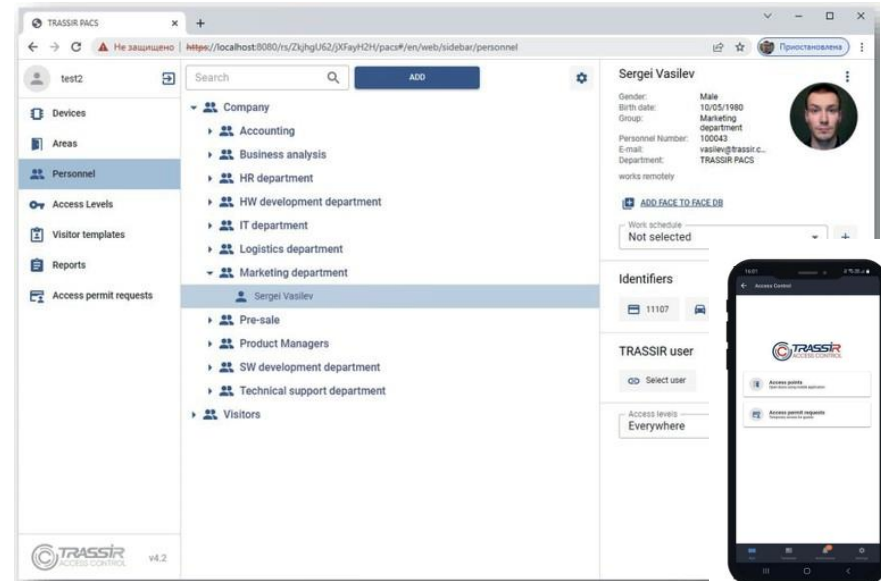 TRASSIR PACS
Не защищено
https://localhost:8080/rs/ZkjhgU62/jXFayH2H/pacs#/en/web/sidebar/personnel
Приостановлена
test2
Devices
Areas
Personnel
Access Levels
Visitor templates
Reports
Access permit requests
TRASSIR
ACCESS CONTROL
v4.2
Search
ADD
Company
Accounting
Business analysis
HR department
HW development department
IT department
Logistics department
Marketing department
Sergei Vasilev
Pre-sale
Product Managers
SW development department
Technical support department
Visitors
Sergei Vasilev
Gender: Male
Birth date: 10/05/1980
Group: Marketing
department
Personnel Number: 100043
E-mail: vasilev@trassir.c...
Department: TRASSIR PACS
works remotely
ADD FACE TO FACE DB
Work schedule
Not selected
Identifiers
11107
TRASSIR user
Select user
Access levels
Everywhere
Access Control
TRASSIR
ACCESS CONTROL
Access points
Access permit requests